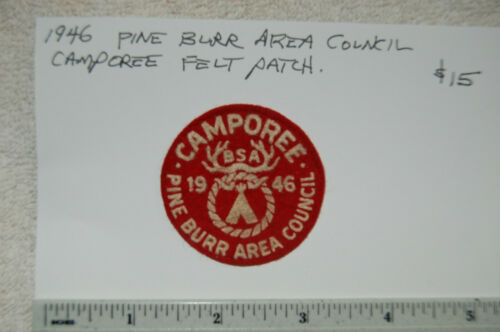 1946 PINE BURR AREA COUNCIL
CAMPOREE FELT PATCH.
$15
CAMPOREE
BSA
19 46
PINE BURR AREA COUNCIL
1 2 3 4 5